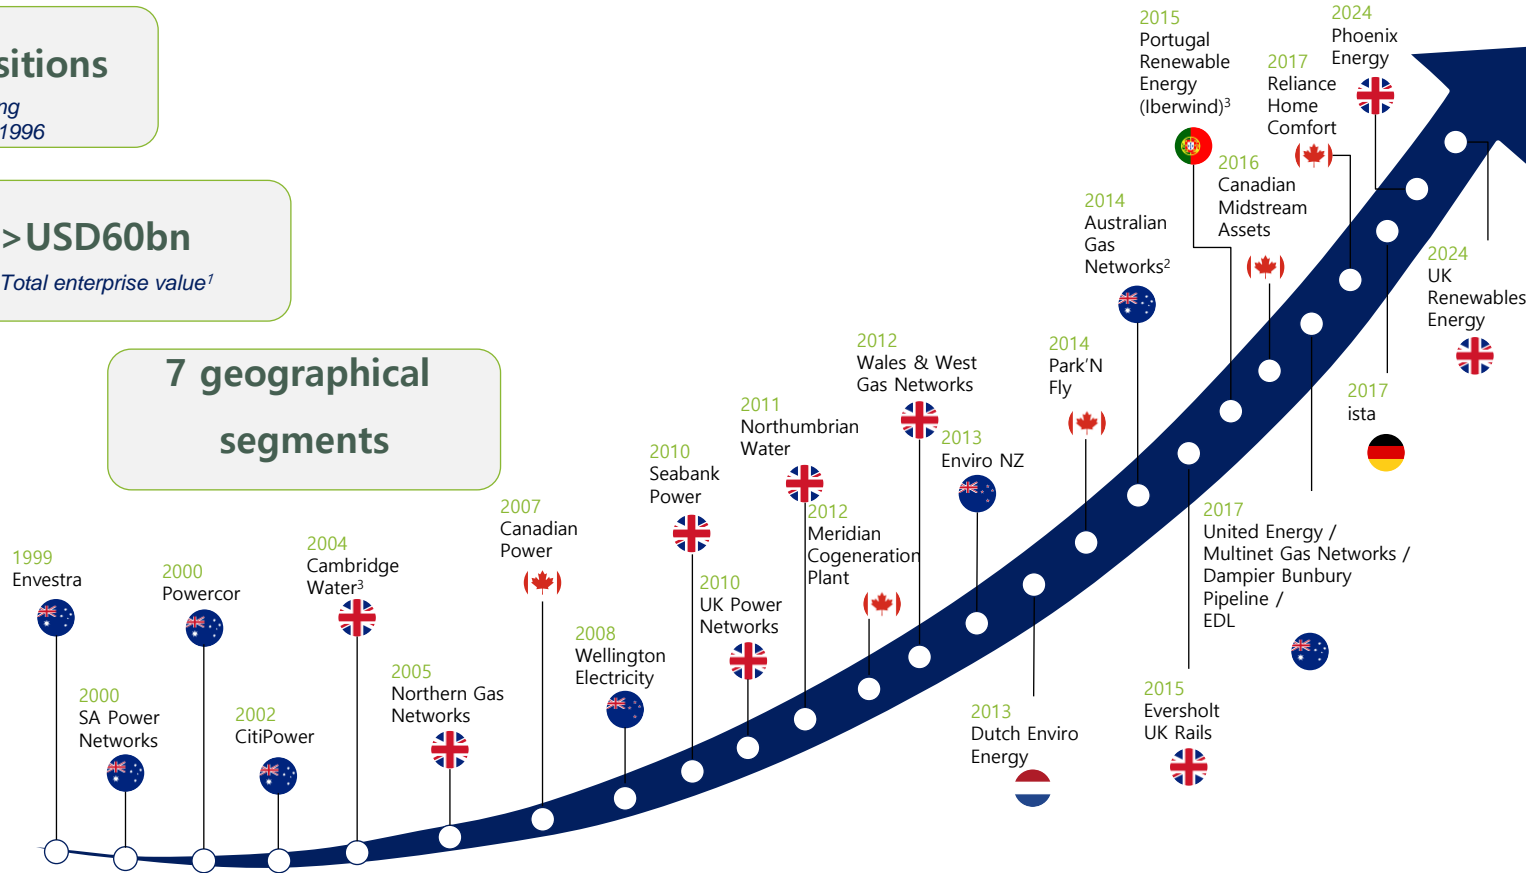 sitions
ng
1996
>USD60bn
Total enterprise value1
7 geographical
segments
1999
Envestra
2000
SA Power
Networks
2000
Powercor
2002
CitiPower
2004
Cambridge
Water3
2005
Northern Gas
Networks
2007
Canadian
Power
2008
Wellington
Electricity
2010
Seabank
Power
2010
UK Power
Networks
2011
Northumbrian
Water
2012
Meridian
Cogeneration
Plant
2012
Wales & West
Gas Networks
2013
Enviro NZ
2013
Dutch Enviro
Energy
2014
Park'N
Fly
2014
Australian
Gas
Networks2
2015
Eversholt
UK Rails
2015
Portugal
Renewable
Energy
(Iberwind)3
2016
Canadian
Midstream
Assets
2017
United Energy /
Multinet Gas Networks /
Dampier Bunbury
Pipeline /
EDL
2017
Reliance
Home
Comfort
2017
ista
2024
Phoenix
Energy
2024
UK
Renewables
Energy